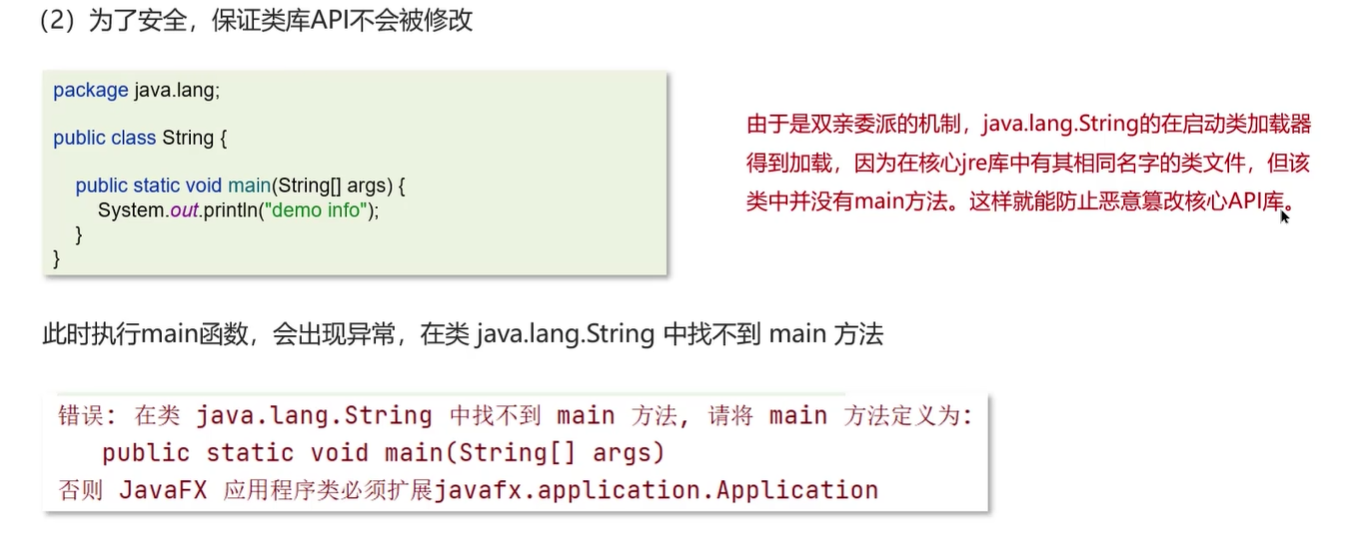 （2）为了安全，保证类库API不会被修改
package java.lang;
public class String {
public static void main(String[] args) {
System.out.println("demo info");
}
}
由于是双亲委派的机制，java.lang.String的在启动类加载器
得到加载，因为在核心jre库中有其相同名字的类文件，但该
类中并没有main方法。这样就能防止恶意篡改核心API库。
此时执行main函数，会出现异常，在类 java.lang.String 中找不到 main 方法
错误: 在类 java.lang.String 中找不到 main 方法, 请将 main 方法定义为:
public static void main(String[] args)
否则 JavaFX 应用程序类必须扩展javafx.application.Application